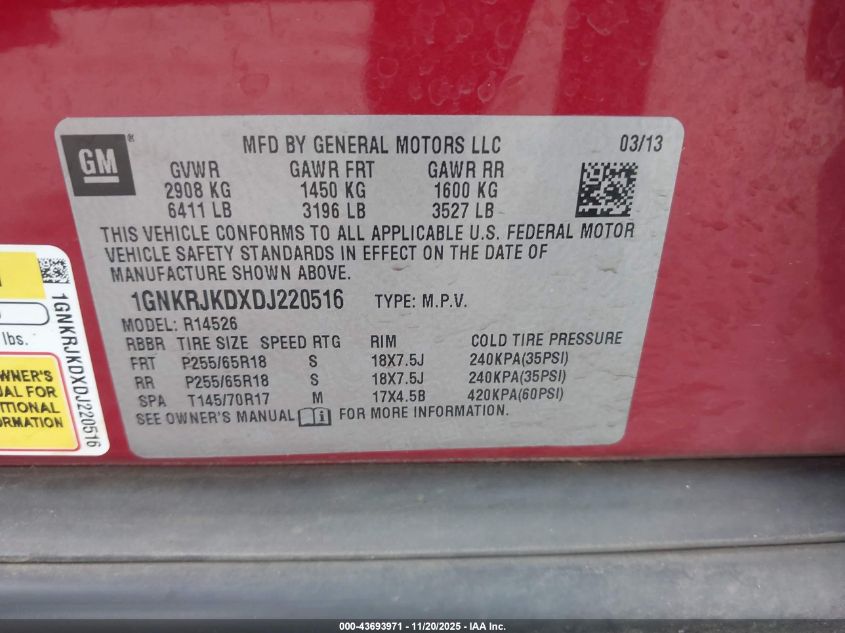 GM
®
MFD BY GENERAL MOTORS LLC 03/13
GVWR GAWR FRT GAWR RR
2908 KG 1450 KG 1600 KG
6411 LB 3196 LB 3527 LB
THIS VEHICLE CONFORMS TO ALL APPLICABLE U.S. FEDERAL MOTOR
VEHICLE SAFETY STANDARDS IN EFFECT ON THE DATE OF
MANUFACTURE SHOWN ABOVE.
1GNKRJKDXDJ220516 TYPE: M.P.V.
MODEL: R14526
RBBR TIRE SIZE SPEED RTG RIM COLD TIRE PRESSURE
FRT P255/65R18 S 18X7.5J 240KPA(35PSI)
RR P255/65R18 S 18X7.5J 240KPA(35PSI)
SPA T145/70R17 M 17X4.5B 420KPA(60PSI)
SEE OWNER'S MANUAL i FOR MORE INFORMATION.
lbs.
WNER'S
UAL FOR
ITIONAL
RMATION
1GNKRJKDXDJ220516
000-43693971 - 11/20/2025 - IAA Inc.